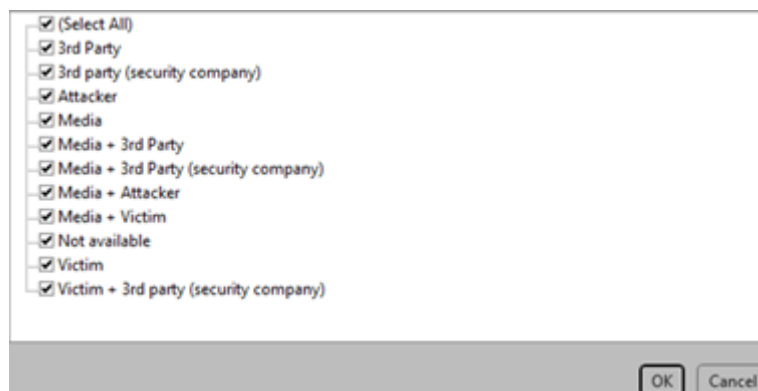 (Select All)
3rd Party
3rd party (security company)
Attacker
Media
Media + 3rd Party
Media + 3rd Party (security company)
Media + Attacker
Media + Victim
Not available
Victim
Victim + 3rd party (security company)
OK Cancel